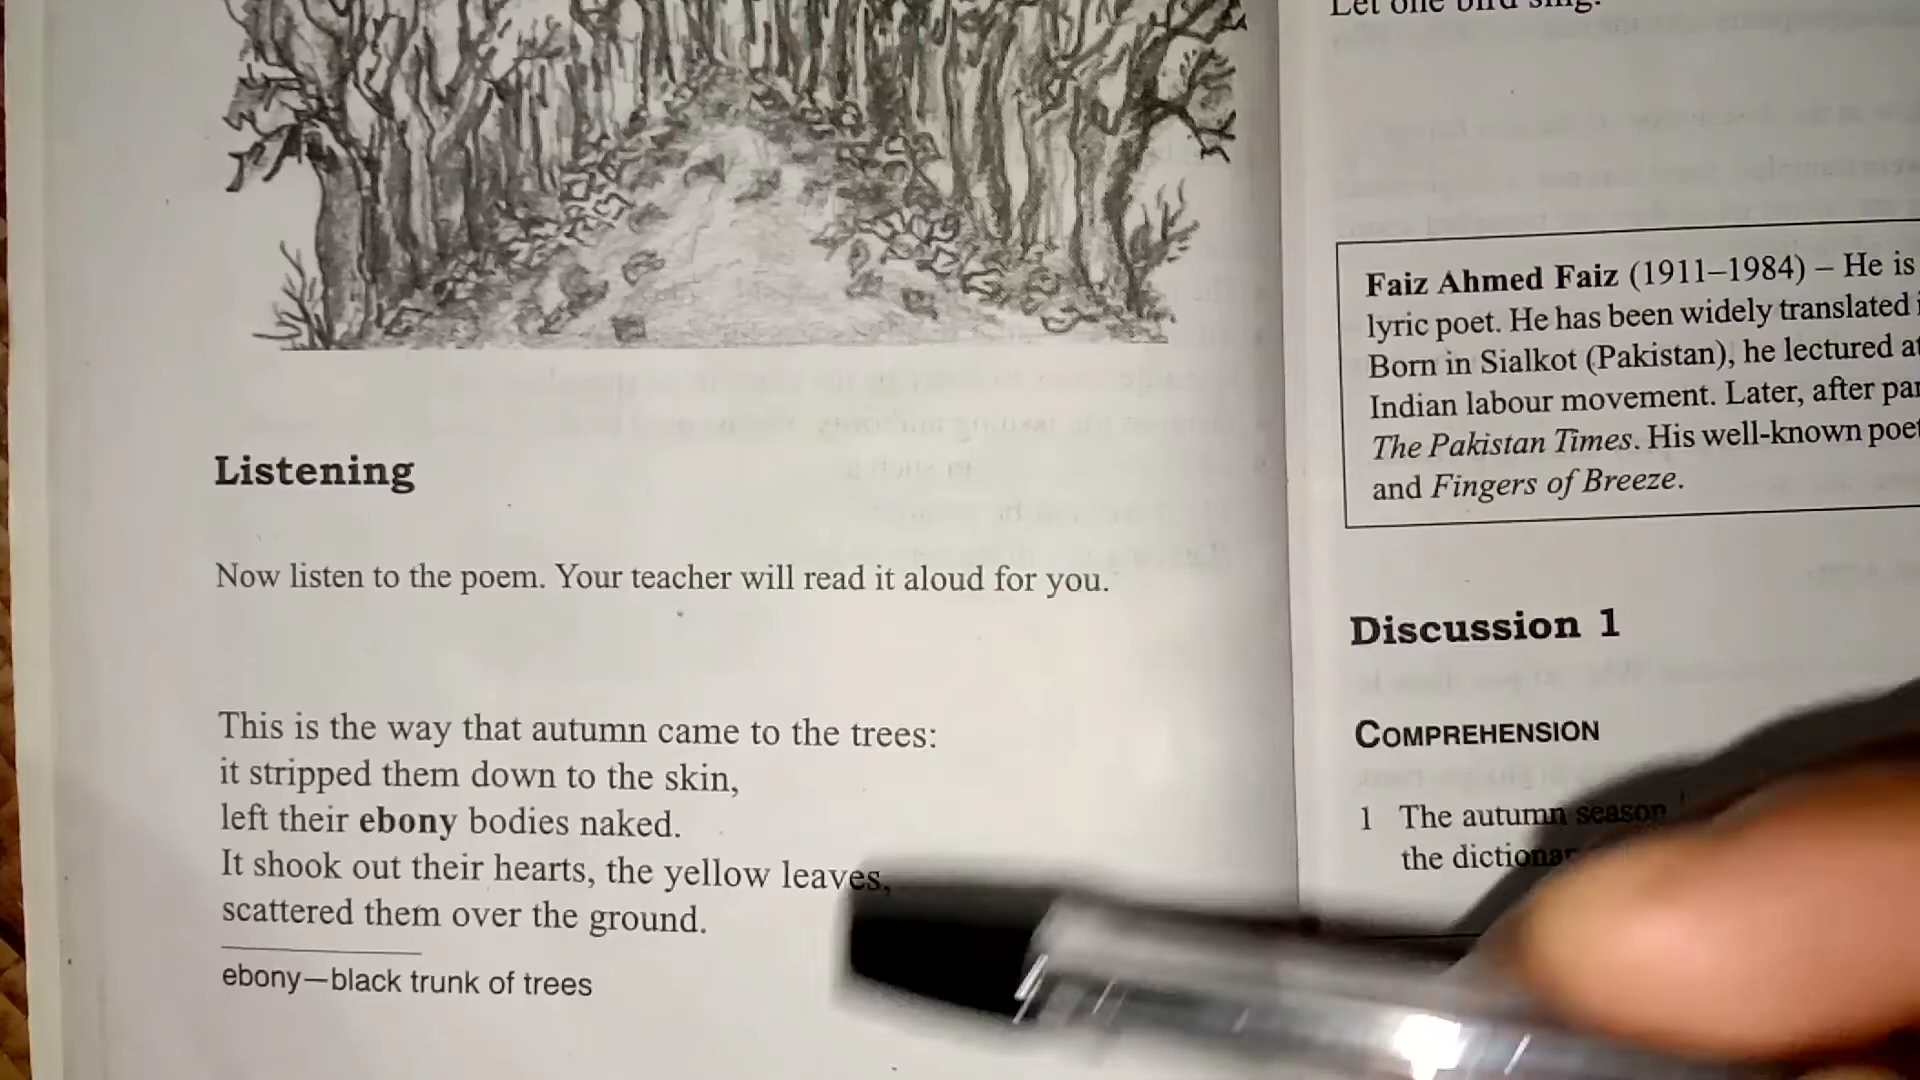 Listening
Now listen to the poem. Your teacher will read it aloud for you.
This is the way that autumn came to the trees:
it stripped them down to the skin,
left their ebony bodies naked.
It shook out their hearts, the yellow leaves,
scattered them over the ground.
ebony—black trunk of trees
Let one bird sing.
Faiz Ahmed Faiz (1911–1984) – He is
lyric poet. He has been widely translated
Born in Sialkot (Pakistan), he lectured
Indian labour movement. Later, after
The Pakistan Times. His well-known
and Fingers of Breeze.
Discussion 1
COMPREHENSION
1 The autumn season
the